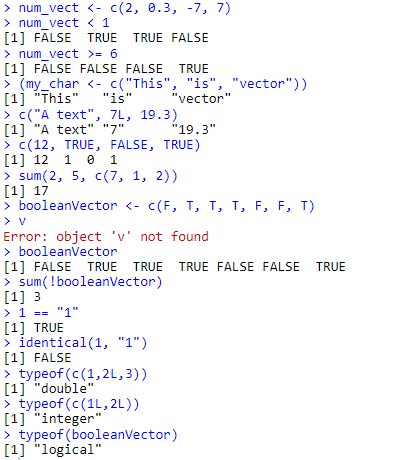 > num_vect <- c(2, 0.3, -7, 7)
> num_vect < 1
[1] FALSE  TRUE  TRUE FALSE
> num_vect >= 6
[1] FALSE FALSE FALSE  TRUE
> (my_char <- c("This", "is", "vector"))
[1] "This"   "is"     "vector"
> c("A text", 7L, 19.3)
[1] "A text" "7"      "19.3"
> c(12, TRUE, FALSE, TRUE)
[1] 12  1  0  1
> sum(2, 5, c(7, 1, 2))
[1] 17
> booleanVector <- c(F, T, T, T, F, F, T)
> v
Error: object 'v' not found
> booleanVector
[1] FALSE  TRUE  TRUE  TRUE FALSE FALSE  TRUE
> sum(!booleanVector)
[1] 3
> 1 == "1"
[1] TRUE
> identical(1, "1")
[1] FALSE
> typeof(c(1,2L,3))
[1] "double"
> typeof(c(1L,2L))
[1] "integer"
> typeof(booleanVector)
[1] "logical"